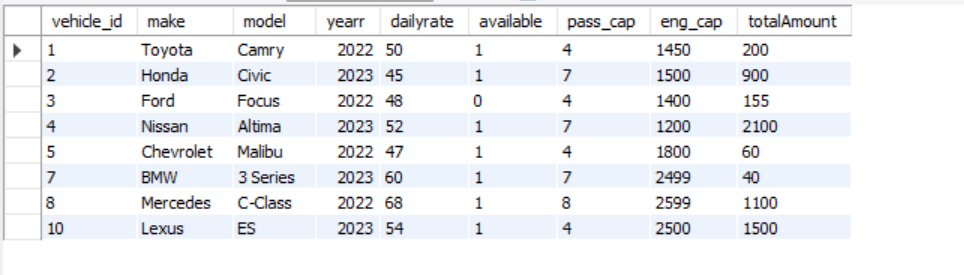 vehicle_id make model yearr dailyrate available pass_cap eng_cap totalAmount
1 Toyota Camry 2022 50 1 4 1450 200
2 Honda Civic 2023 45 1 7 1500 900
3 Ford Focus 2022 48 0 4 1400 155
4 Nissan Altima 2023 52 1 7 1200 2100
5 Chevrolet Malibu 2022 47 1 4 1800 60
7 BMW 3 Series 2023 60 1 7 2499 40
8 Mercedes C-Class 2022 68 1 8 2599 1100
10 Lexus ES 2023 54 1 4 2500 1500